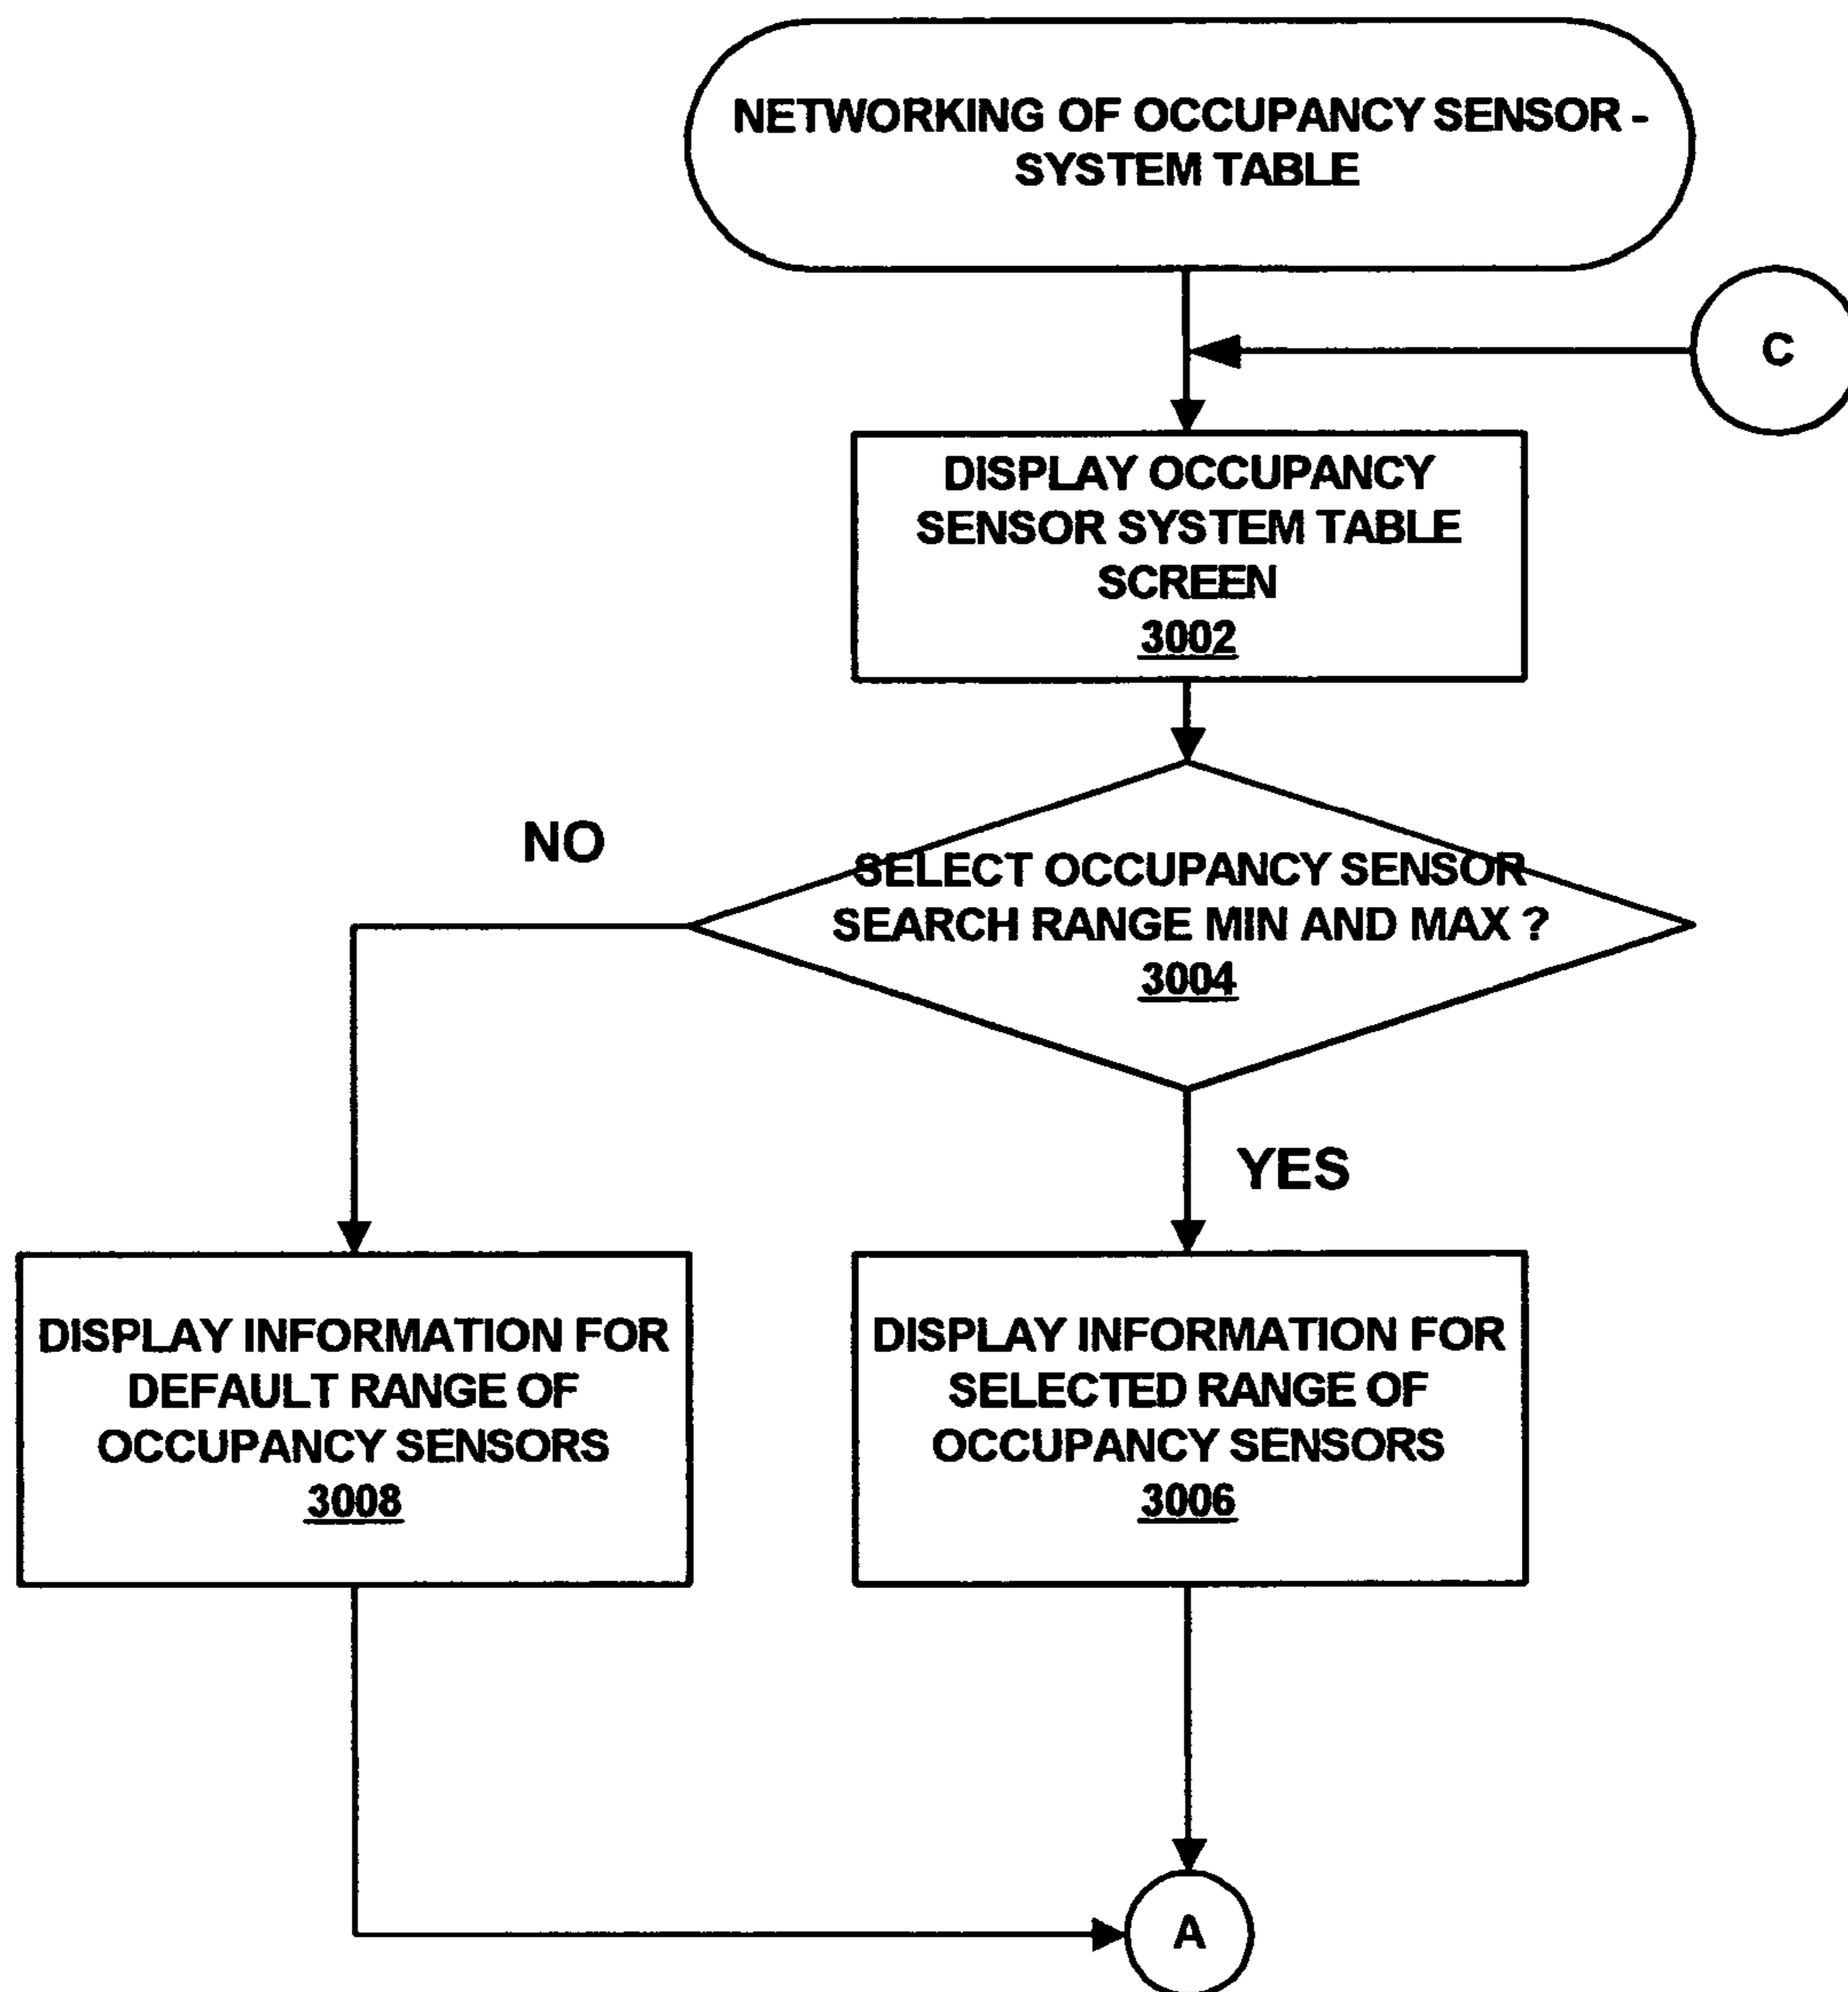 NETWORKING OF OCCUPANCY SENSOR -
SYSTEM TABLE
C
DISPLAY OCCUPANCY
SENSOR SYSTEM TABLE
SCREEN
3002
NO
SELECT OCCUPANCY SENSOR
SEARCH RANGE MIN AND MAX ?
3004
YES
DISPLAY INFORMATION FOR
DEFAULT RANGE OF
OCCUPANCY SENSORS
3008
DISPLAY INFORMATION FOR
SELECTED RANGE OF
OCCUPANCY SENSORS
3006
A